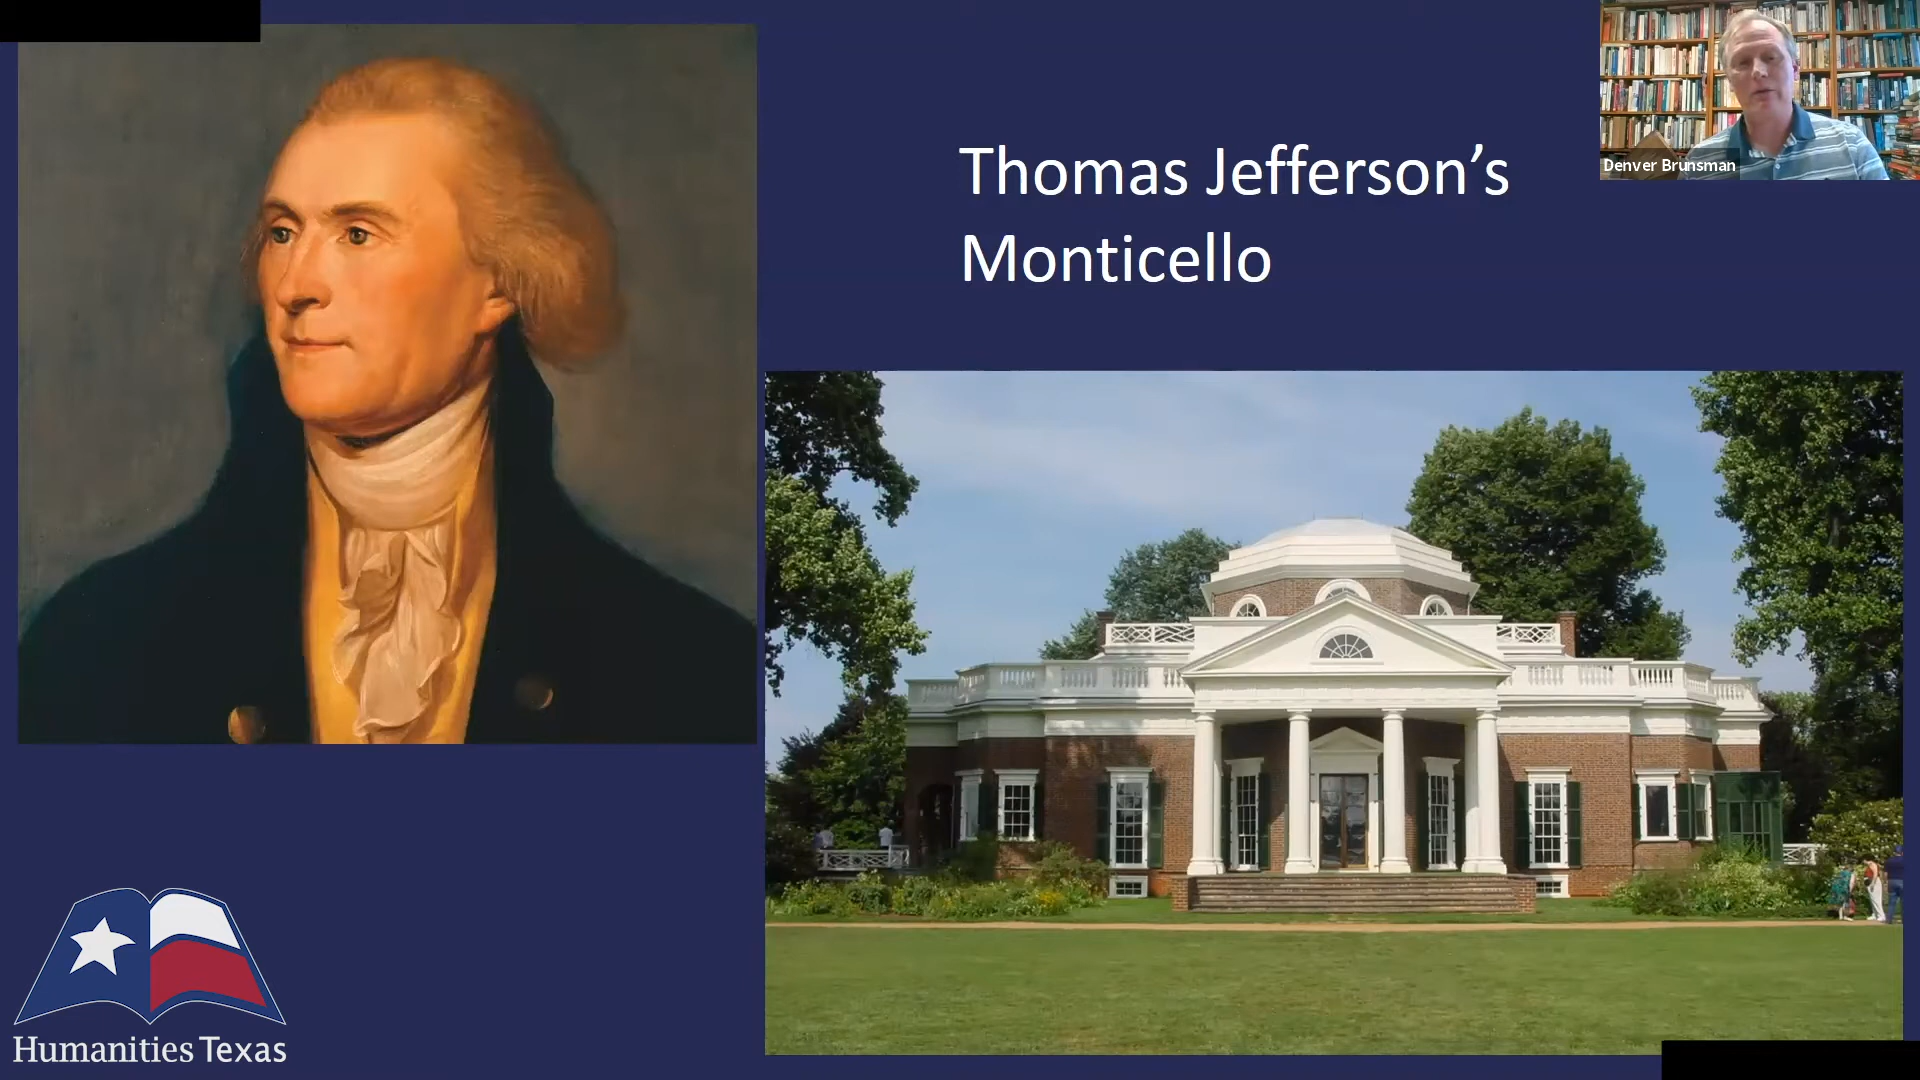 Thomas Jefferson’s
Monticello
Denver Brunsman
Humanities Texas